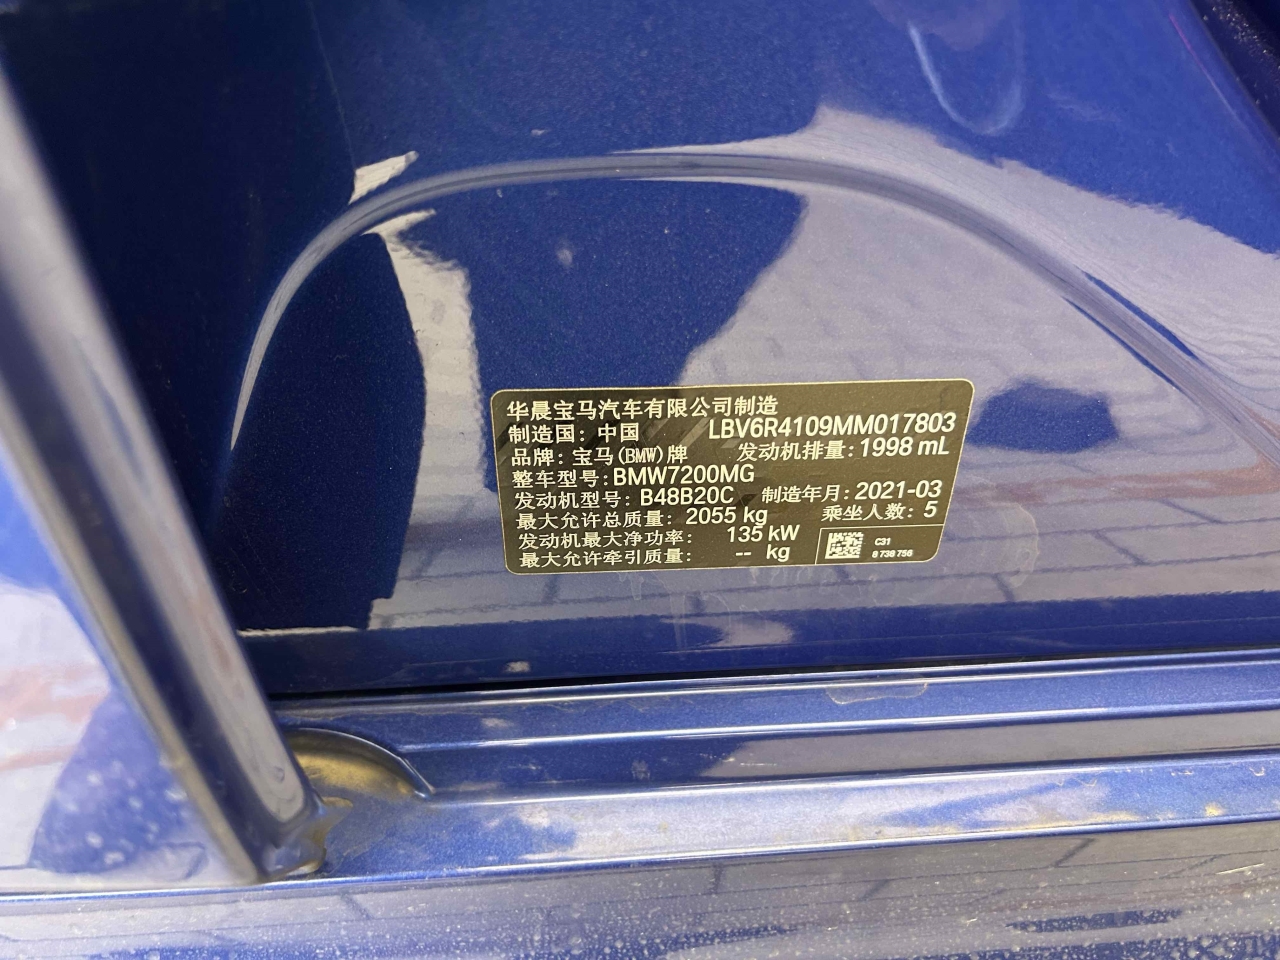 华晨宝马汽车有限公司制造
制造国：中国 LBV6R4109MM017803
品牌：宝马(BMW)牌 发动机排量：1998 mL
整车型号：BMW7200MG
发动机型号：B48B20C 制造年月：2021-03
最大允许总质量：2055 kg 乘坐人数：5
发动机最大净功率：135 kW
最大允许牵引质量：-- kg
C31
8 738 756